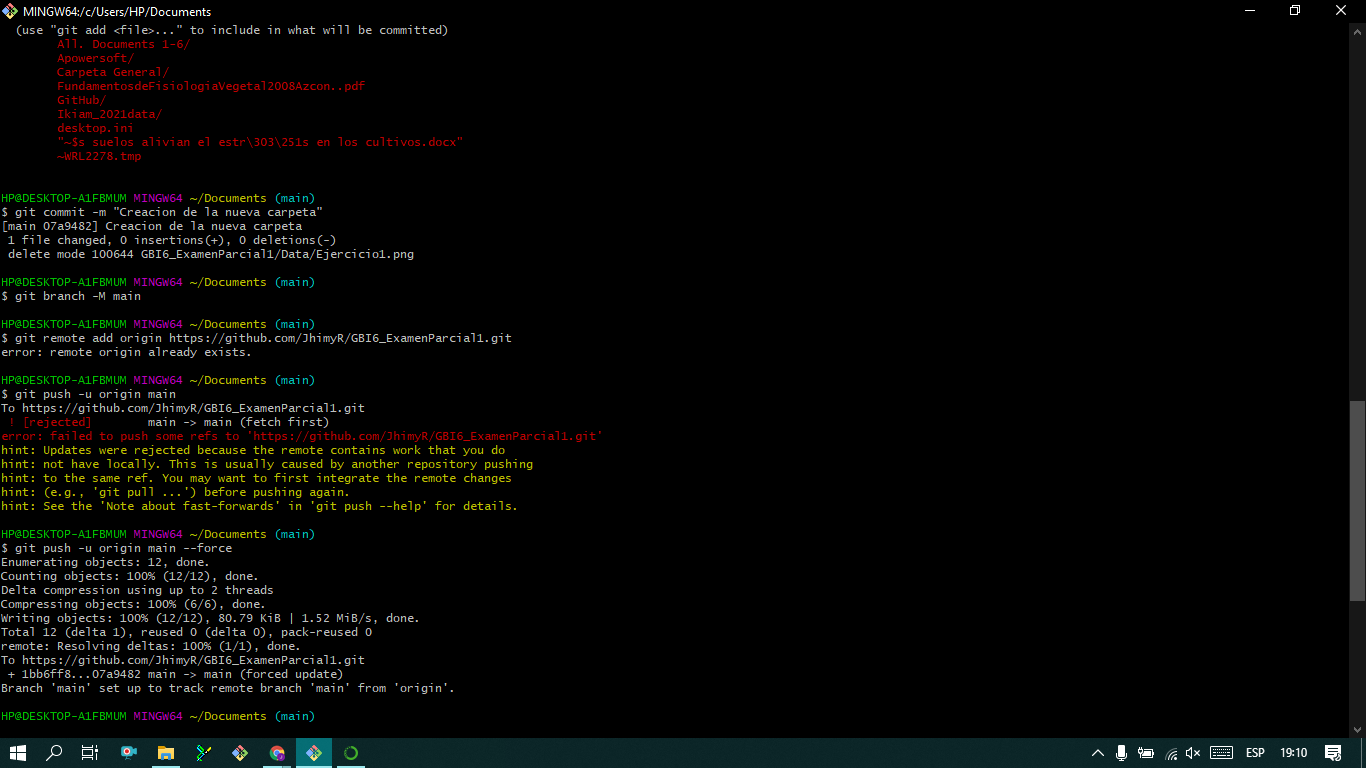 MINGW64:/c/Users/HP/Documents
(use "git add <file>..." to include in what will be committed)
All. Documents 1-6/
Apowersoft/
Carpeta General/
FundamentosdeFisiologiaVegetal2008Azcon..pdf
GitHub/
Ikiam_2021data/
desktop.ini
"~$s suelos alivian el estr\303\251s en los cultivos.docx"
~WRL2278.tmp
HP@DESKTOP-A1FBMUM MINGW64 ~/Documents (main)
$ git commit -m "Creacion de la nueva carpeta"
[main 07a9482] Creacion de la nueva carpeta
1 file changed, 0 insertions(+), 0 deletions(-)
delete mode 100644 GBI6_ExamenParcial1/Data/Ejercicio1.png
HP@DESKTOP-A1FBMUM MINGW64 ~/Documents (main)
$ git branch -M main
HP@DESKTOP-A1FBMUM MINGW64 ~/Documents (main)
$ git remote add origin https://github.com/JhimyR/GBI6_ExamenParcial1.git
error: remote origin already exists.
HP@DESKTOP-A1FBMUM MINGW64 ~/Documents (main)
$ git push -u origin main
To https://github.com/JhimyR/GBI6_ExamenParcial1.git
! [rejected]        main -> main (fetch first)
error: failed to push some refs to 'https://github.com/JhimyR/GBI6_ExamenParcial1.git'
hint: Updates were rejected because the remote contains work that you do
hint: not have locally. This is usually caused by another repository pushing
hint: to the same ref. You may want to first integrate the remote changes
hint: (e.g., 'git pull ...') before pushing again.
hint: See the 'Note about fast-forwards' in 'git push --help' for details.
HP@DESKTOP-A1FBMUM MINGW64 ~/Documents (main)
$ git push -u origin main --force
Enumerating objects: 12, done.
Counting objects: 100% (12/12), done.
Delta compression using up to 2 threads
Compressing objects: 100% (6/6), done.
Writing objects: 100% (12/12), 80.79 KiB | 1.52 MiB/s, done.
Total 12 (delta 1), reused 0 (delta 0), pack-reused 0
remote: Resolving deltas: 100% (1/1), done.
To https://github.com/JhimyR/GBI6_ExamenParcial1.git
+ 1bb6ff8...07a9482 main -> main (forced update)
Branch 'main' set up to track remote branch 'main' from 'origin'.
HP@DESKTOP-A1FBMUM MINGW64 ~/Documents (main)
ESP 19:10